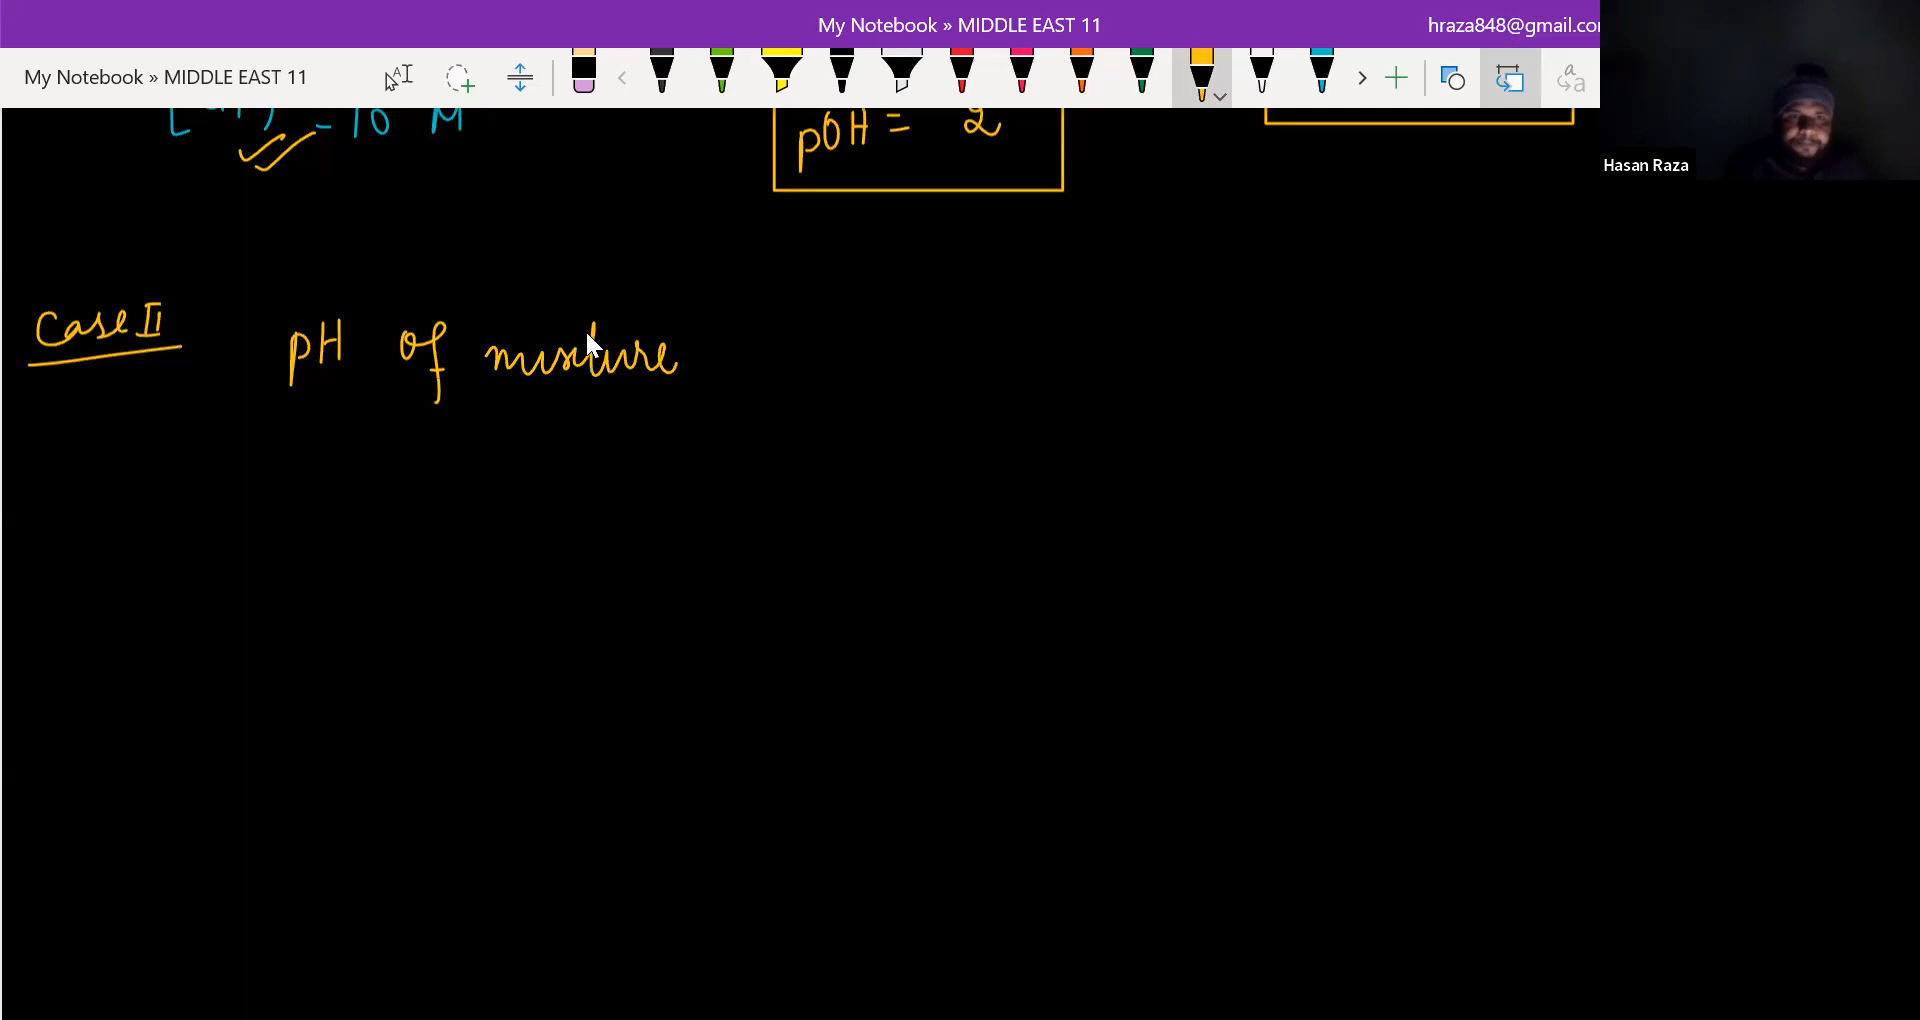 My Notebook » MIDDLE EAST 11
hraza848@gmail.co
My Notebook » MIDDLE EAST 11
Hasan Raza
= 10 M
pOH = 2
Case II
pH of mixture